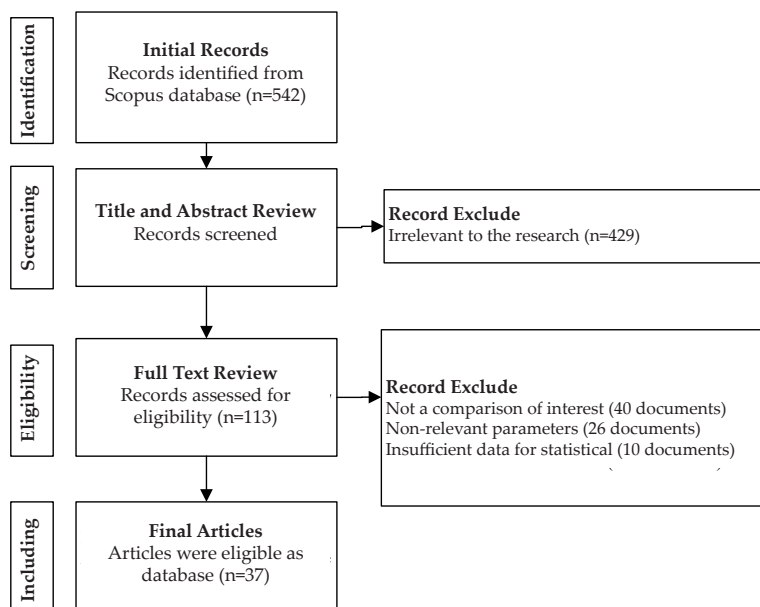 Identification
Initial Records
Records identified from
Scopus database (n=542)
Screening
Title and Abstract Review
Records screened
Record Exclude
Irrelevant to the research (n=429)
Eligibility
Full Text Review
Records assessed for
eligibility (n=113)
Record Exclude
Not a comparison of interest (40 documents)
Non-relevant parameters (26 documents)
Insufficient data for statistical (10 documents)
Including
Final Articles
Articles were eligible as
database (n=37)